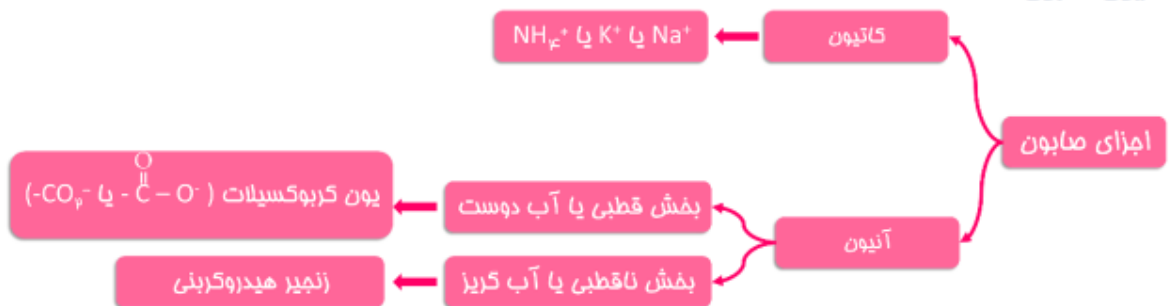 اجزای صابون
کاتیون
Na⁺ یا K⁺ یا NH₄⁺
آنیون
بخش قطبی یا آب دوست
یون کربوکسیلات ( -C(=O)–O⁻ یا -CO₂⁻)
بخش ناقطبی یا آب گریز
زنجیر هیدروکربنی